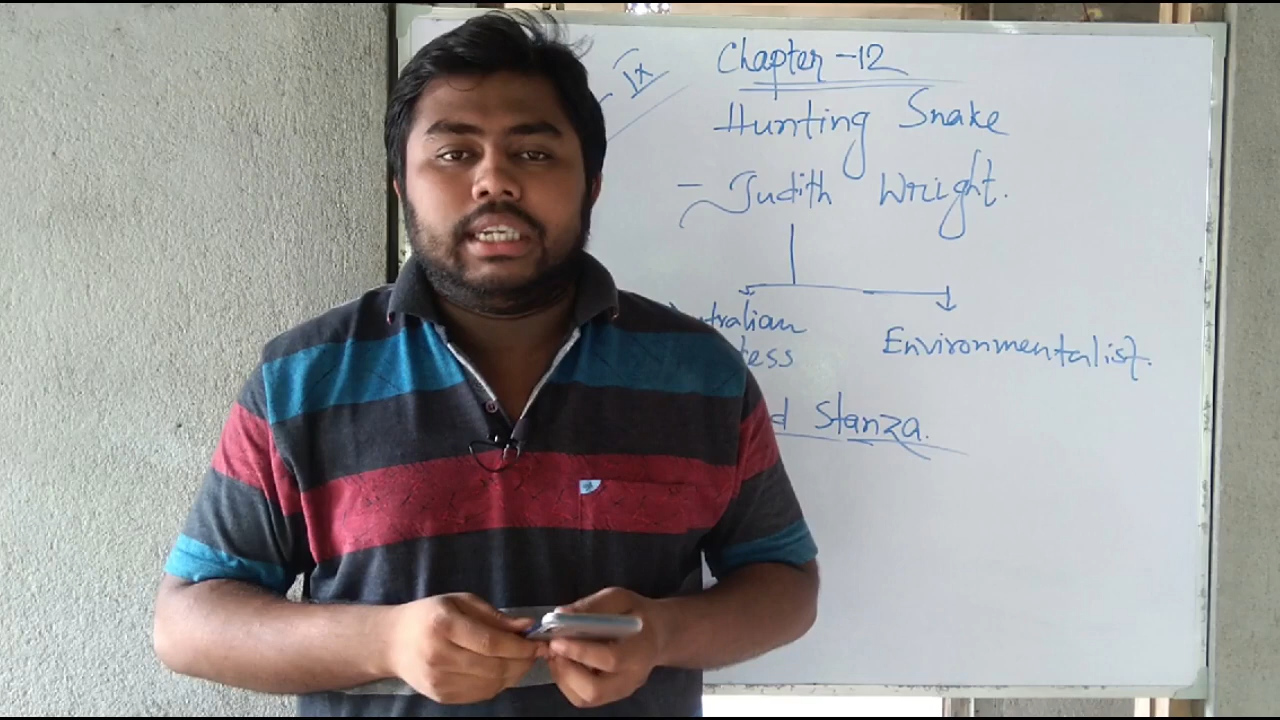 IX
Chapter -12
Hunting Snake
- Judith Wright.
Environmentalist.
Stanza.